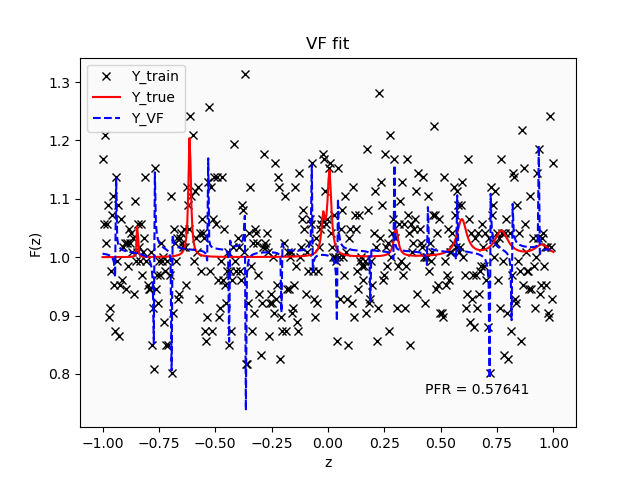 VF fit
Y_train
Y_true
Y_VF
F(z)
1.3
1.2
1.1
1.0
0.9
0.8
PFR = 0.57641
−1.00 −0.75 −0.50 −0.25 0.00 0.25 0.50 0.75 1.00
z